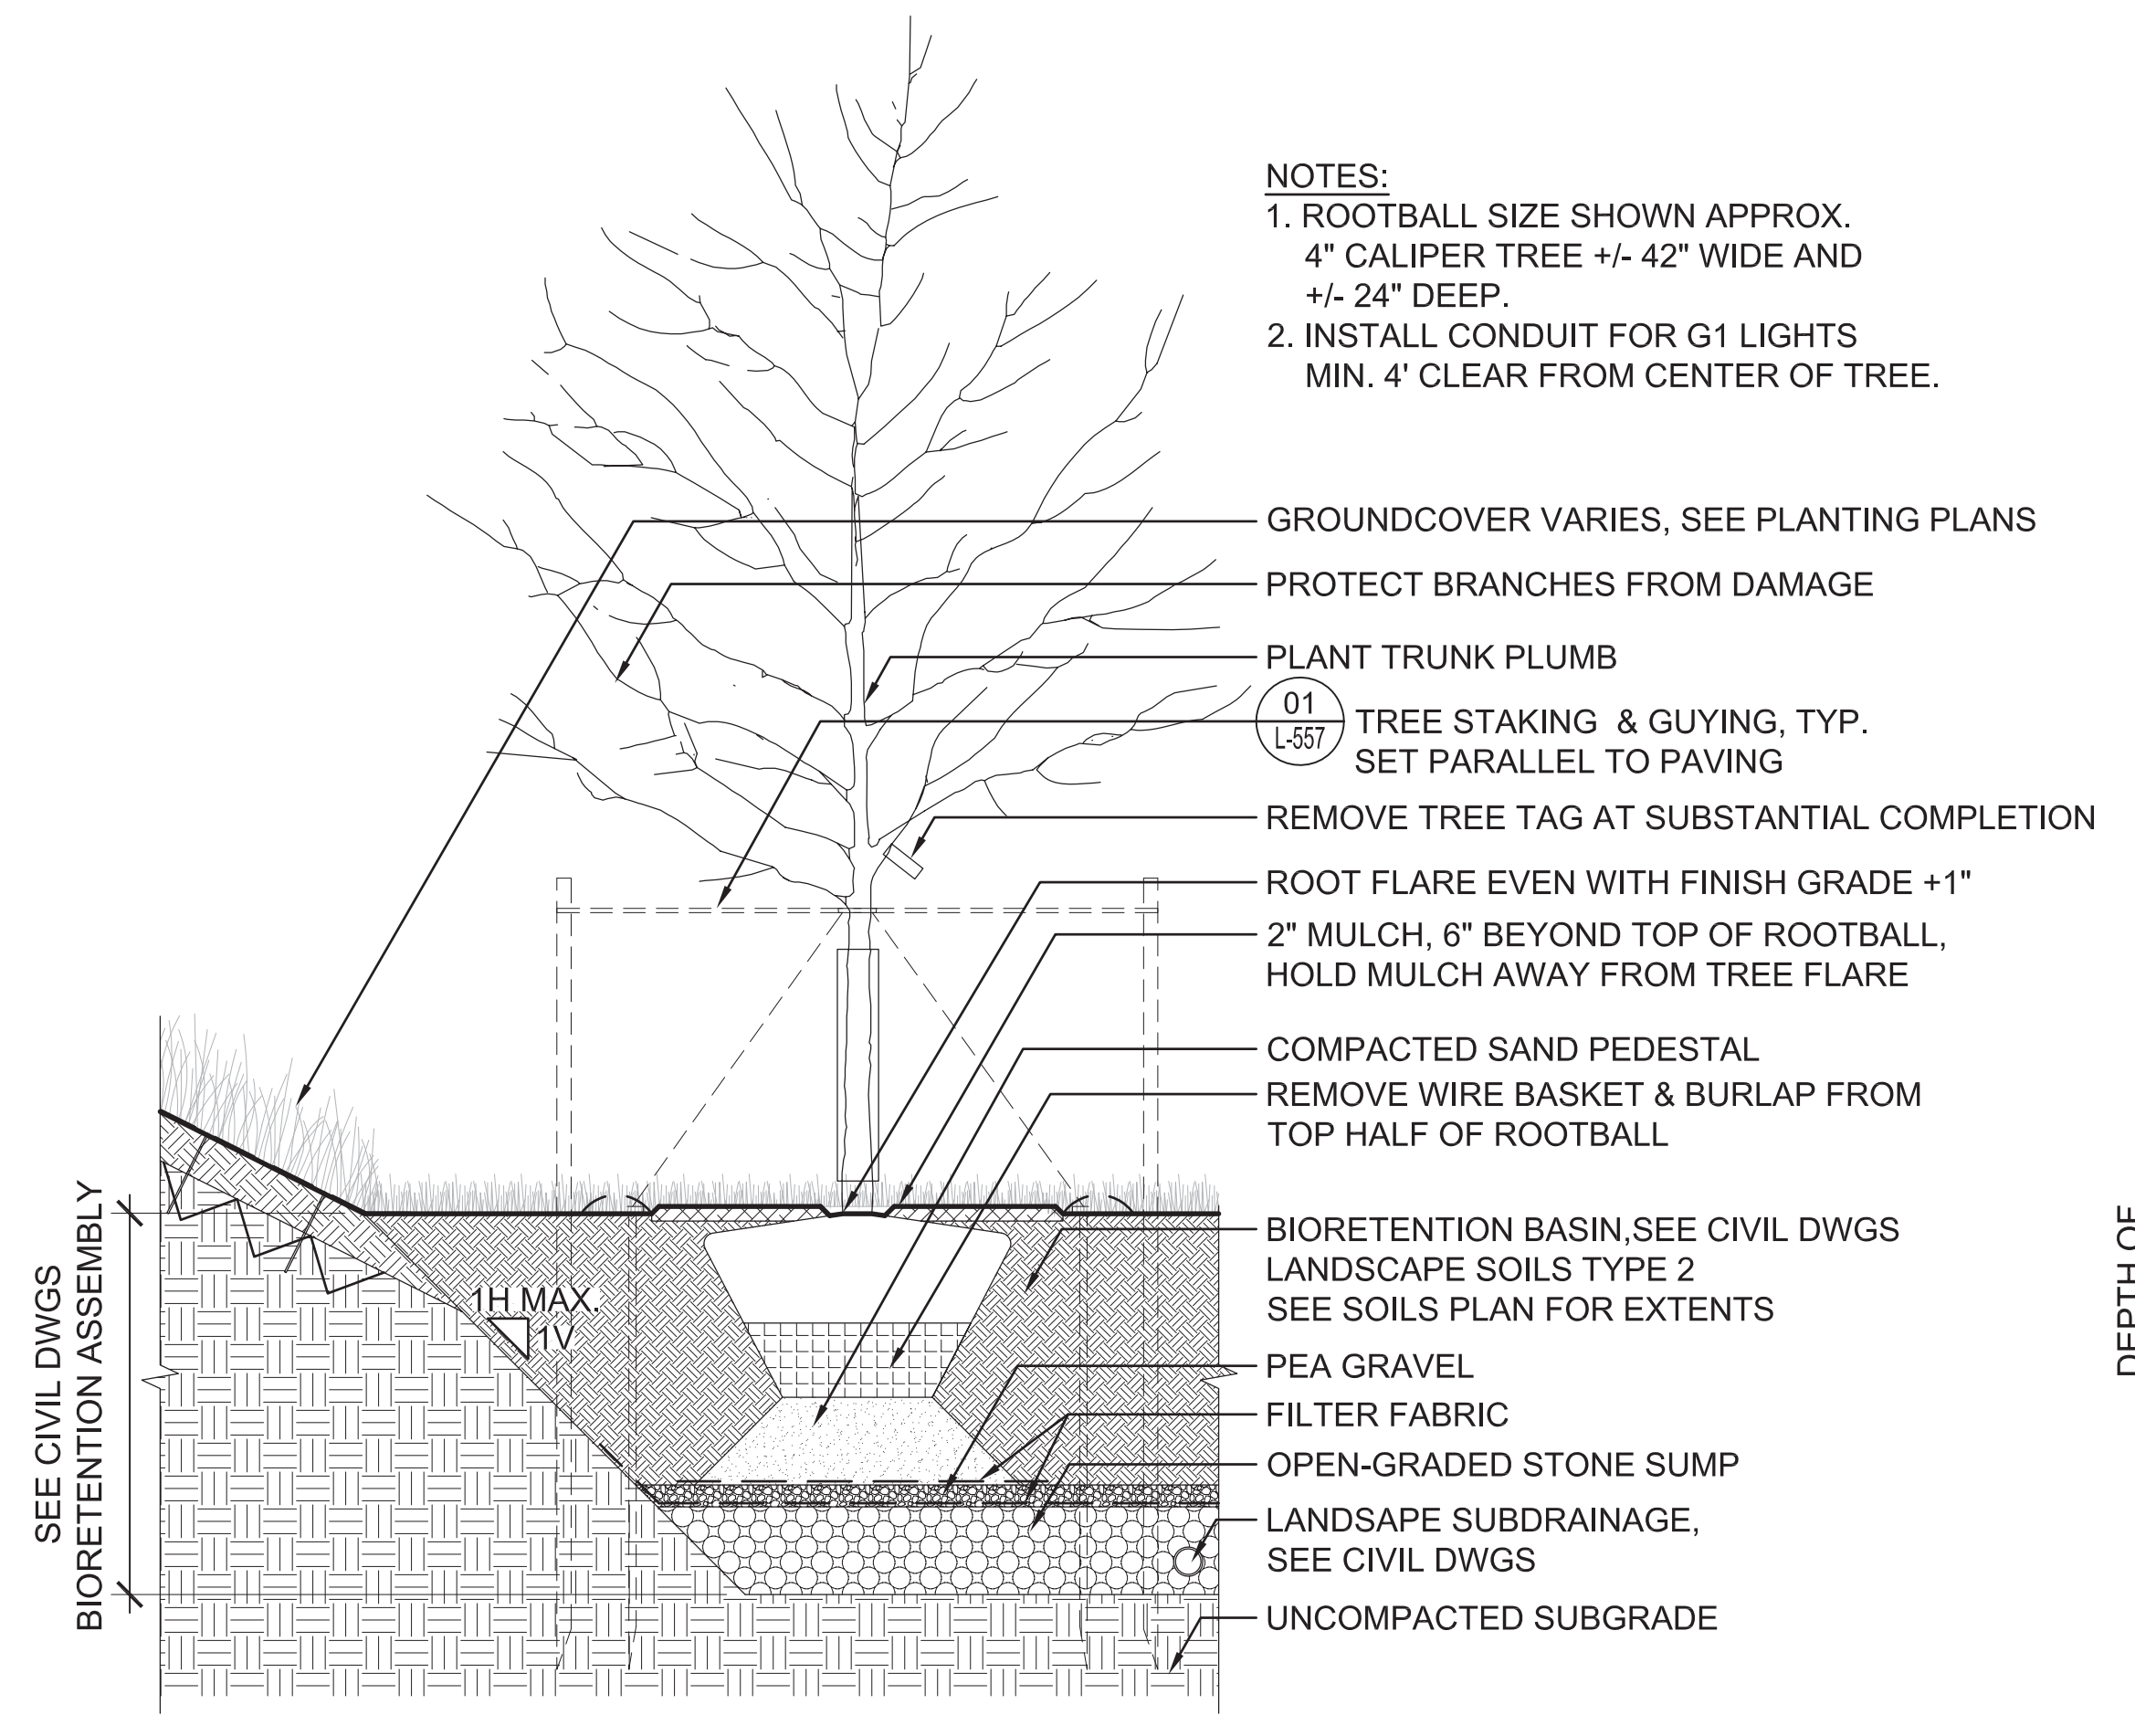 NOTES:
1. ROOTBALL SIZE SHOWN APPROX.
4" CALIPER TREE +/- 42" WIDE AND
+/- 24" DEEP.
2. INSTALL CONDUIT FOR G1 LIGHTS
MIN. 4' CLEAR FROM CENTER OF TREE.
GROUNDCOVER VARIES, SEE PLANTING PLANS
PROTECT BRANCHES FROM DAMAGE
PLANT TRUNK PLUMB
01
L-557
TREE STAKING & GUYING, TYP.
SET PARALLEL TO PAVING
REMOVE TREE TAG AT SUBSTANTIAL COMPLETION
ROOT FLARE EVEN WITH FINISH GRADE +1"
2" MULCH, 6" BEYOND TOP OF ROOTBALL,
HOLD MULCH AWAY FROM TREE FLARE
COMPACTED SAND PEDESTAL
REMOVE WIRE BASKET & BURLAP FROM
TOP HALF OF ROOTBALL
BIORETENTION BASIN,SEE CIVIL DWGS
LANDSCAPE SOILS TYPE 2
SEE SOILS PLAN FOR EXTENTS
PEA GRAVEL
FILTER FABRIC
OPEN-GRADED STONE SUMP
LANDSAPE SUBDRAINAGE,
SEE CIVIL DWGS
UNCOMPACTED SUBGRADE
1H MAX.
1V
SEE CIVIL DWGS
BIORETENTION ASSEMBLY
DEPTH OF